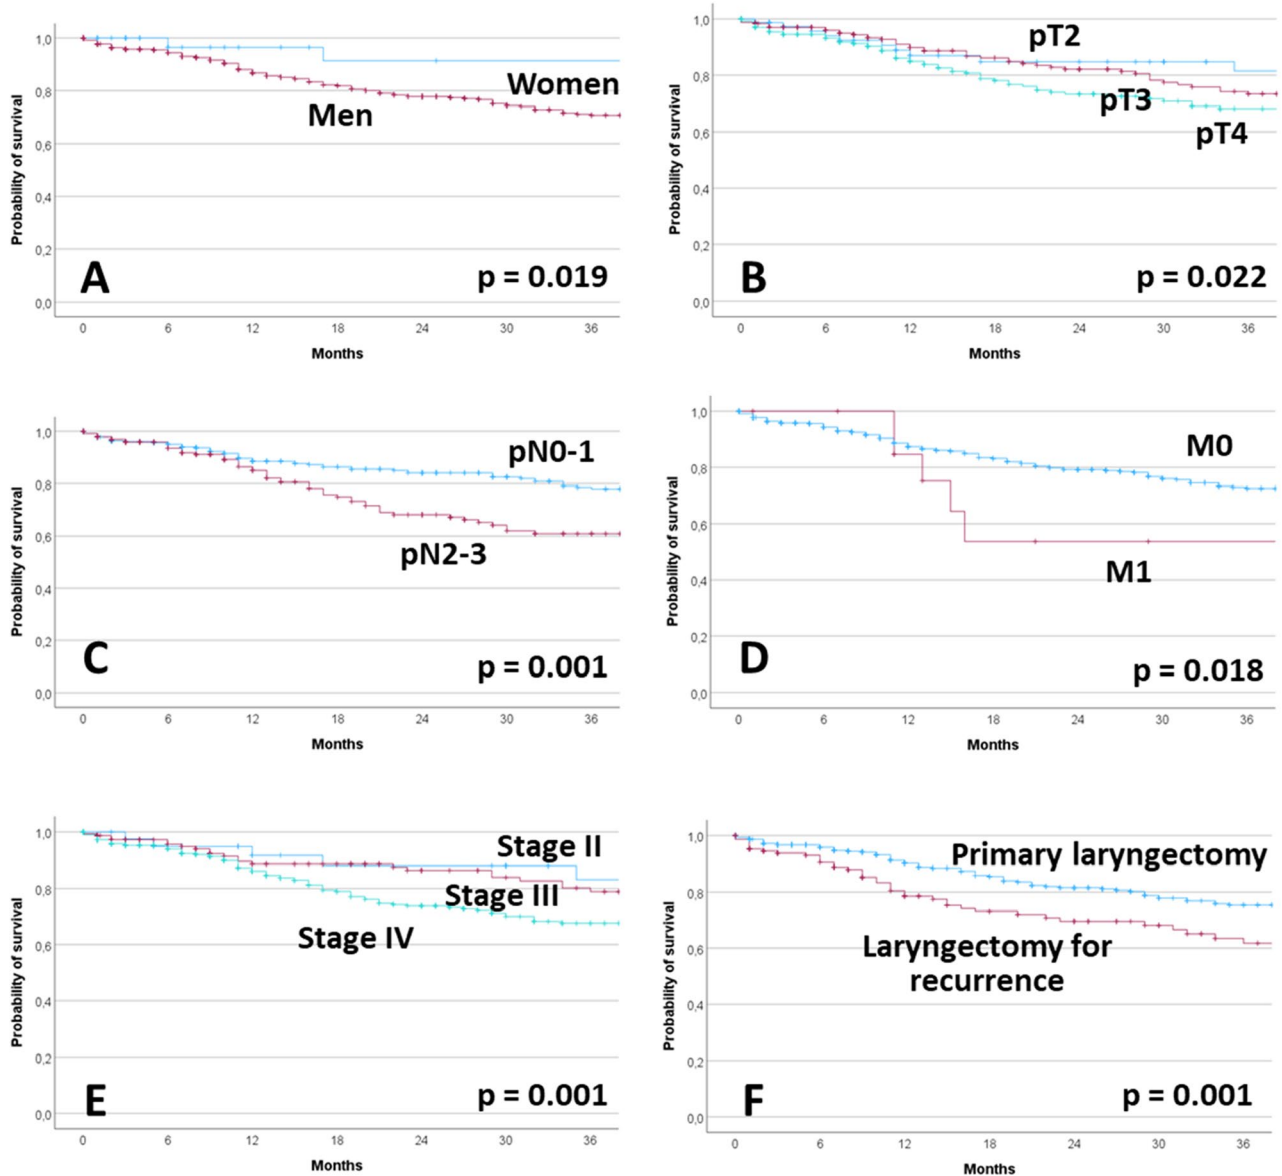 1,0
0,8
0,6
0,4
0,2
0,0
Probability of survival
Women
Men
A
p = 0.019
0 6 12 18 24 30 36
Months
1,0
0,8
0,6
0,4
0,2
0,0
Probability of survival
pT2
pT3
pT4
B
p = 0.022
0 6 12 18 24 30 36
Months
1,0
0,8
0,6
0,4
0,2
0,0
Probability of survival
pN0-1
pN2-3
C
p = 0.001
0 6 12 18 24 30 36
Months
1,0
0,8
0,6
0,4
0,2
0,0
Probability of survival
M0
M1
D
p = 0.018
0 6 12 18 24 30 36
Months
1,0
0,8
0,6
0,4
0,2
0,0
Probability of survival
Stage II
Stage III
Stage IV
E
p = 0.001
0 6 12 18 24 30 36
Months
1,0
0,8
0,6
0,4
0,2
0,0
Probability of survival
Primary laryngectomy
Laryngectomy for
recurrence
F
p = 0.001
0 6 12 18 24 30 36
Months